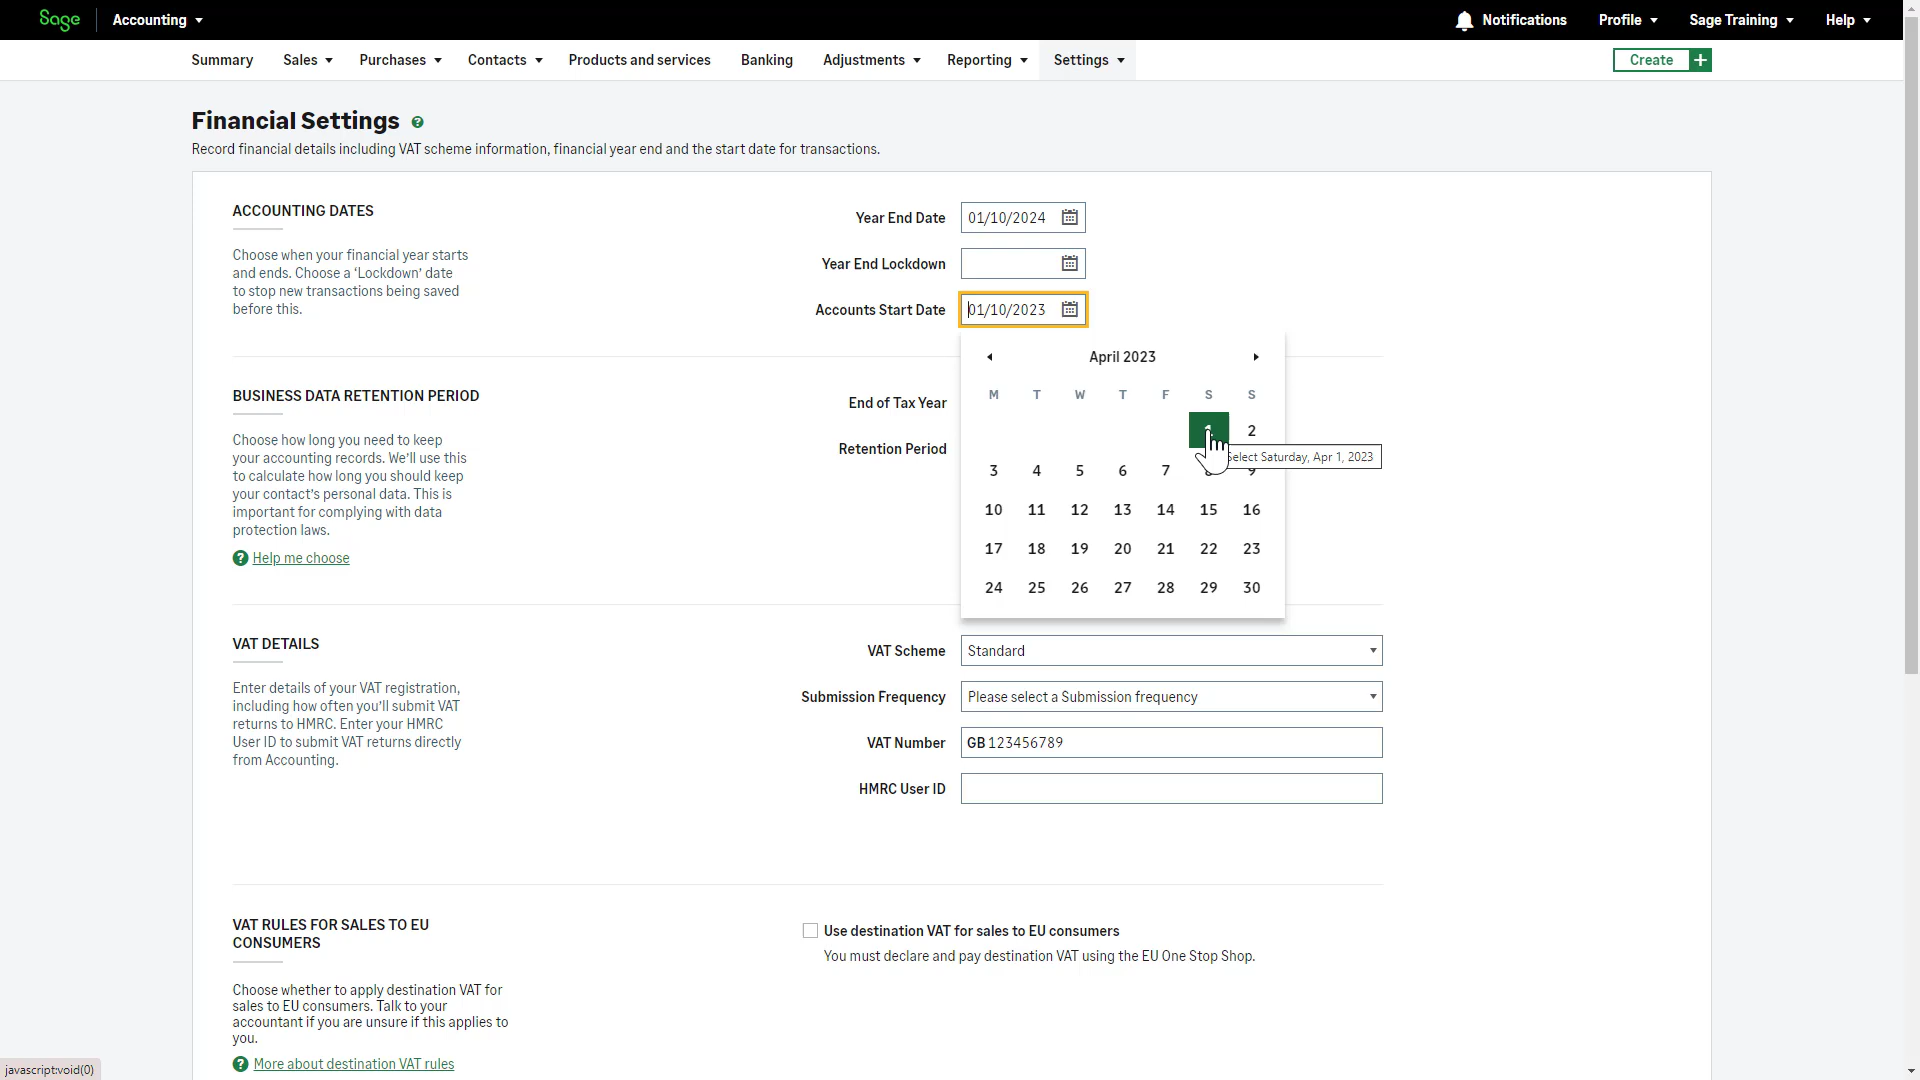 Sage Accounting Notifications Profile Sage Training Help
Summary Sales Purchases Contacts Products and services Banking Adjustments Reporting Settings Create +
Financial Settings ?
Record financial details including VAT scheme information, financial year end and the start date for transactions.
ACCOUNTING DATES
Choose when your financial year starts
and ends. Choose a ‘Lockdown’ date
to stop new transactions being saved
before this.
Year End Date 01/10/2024
Year End Lockdown
Accounts Start Date 01/10/2023
April 2023
M T W T F S S
1 2
elect Saturday, Apr 1, 2023
3 4 5 6 7 8 9
10 11 12 13 14 15 16
17 18 19 20 21 22 23
24 25 26 27 28 29 30
BUSINESS DATA RETENTION PERIOD
Choose how long you need to keep
your accounting records. We’ll use this
to calculate how long you should keep
your contact’s personal data. This is
important for complying with data
protection laws.
? Help me choose
End of Tax Year
Retention Period
VAT DETAILS
Enter details of your VAT registration,
including how often you’ll submit VAT
returns to HMRC. Enter your HMRC
User ID to submit VAT returns directly
from Accounting.
VAT Scheme Standard
Submission Frequency Please select a Submission frequency
VAT Number GB 123456789
HMRC User ID
VAT RULES FOR SALES TO EU
CONSUMERS
Choose whether to apply destination VAT for
sales to EU consumers. Talk to your
accountant if you are unsure if this applies to
you.
? More about destination VAT rules
Use destination VAT for sales to EU consumers
You must declare and pay destination VAT using the EU One Stop Shop.
javascript:void(0)